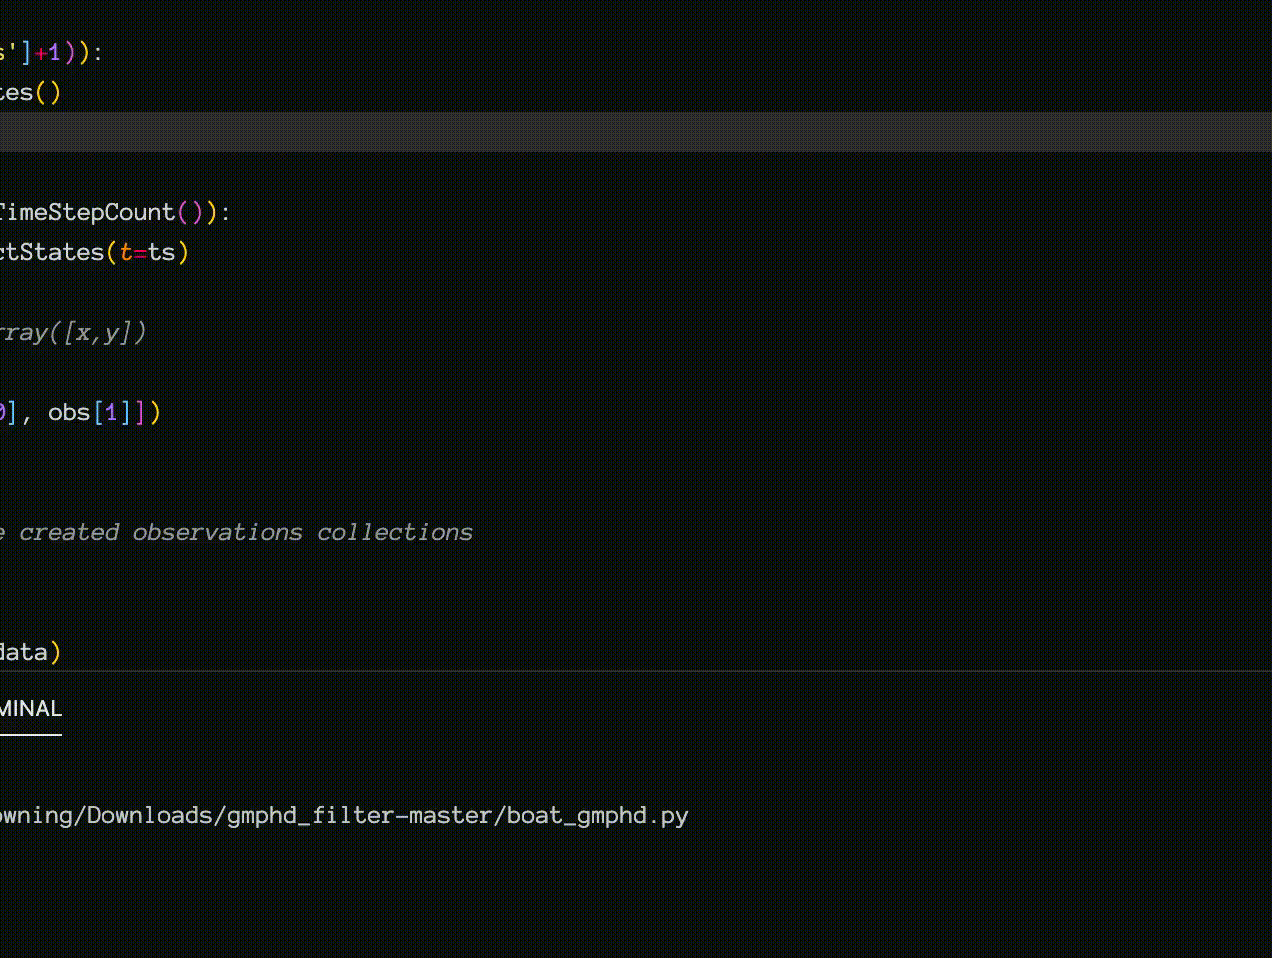 s']+1)):
tes()
TimeStepCount()):
ctStates(t=ts)
rray([x,y])
0], obs[1]])
e created observations collections
data)
MINAL
owning/Downloads/gmphd_filter-master/boat_gmphd.py